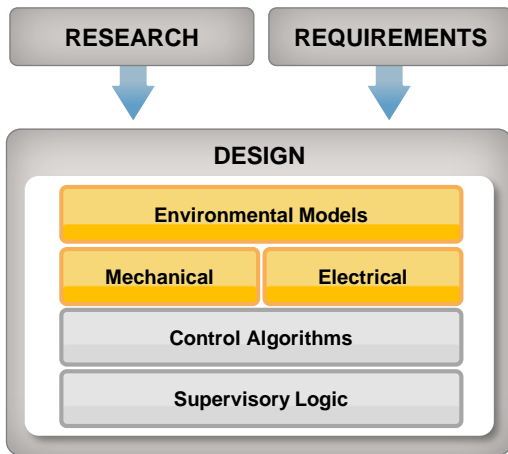 RESEARCH
REQUIREMENTS
DESIGN
Environmental Models
Mechanical
Electrical
Control Algorithms
Supervisory Logic